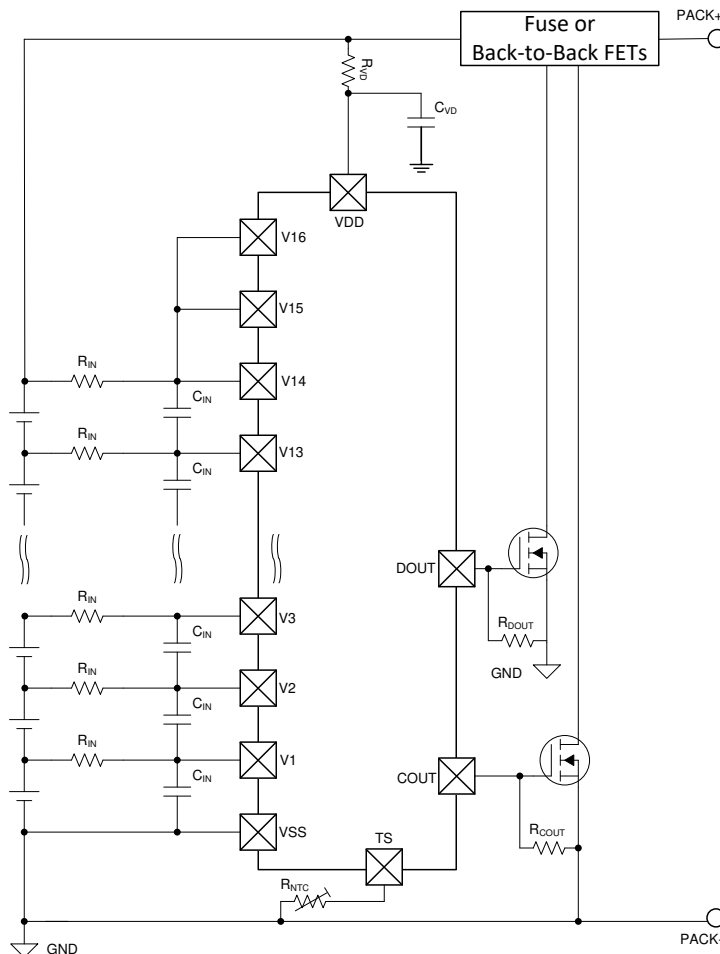 Fuse or
Back-to-Back FETs
PACK+
RVD
CVD
VDD
V16
V15
RIN
V14
CIN
RIN
V13
CIN
DOUT
RDOUT
GND
RIN
V3
CIN
RIN
V2
CIN
RIN
V1
CIN
COUT
RCOUT
VSS
TS
RNTC
PACK-
GND